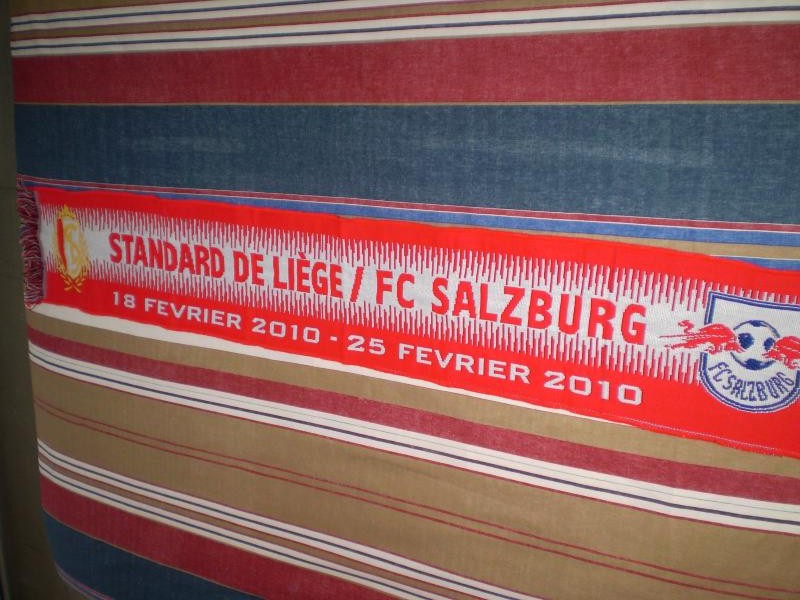 STANDARD DE LIÈGE / FC SALZBURG
18 FEVRIER 2010 - 25 FEVRIER 2010
FC SALZBURG